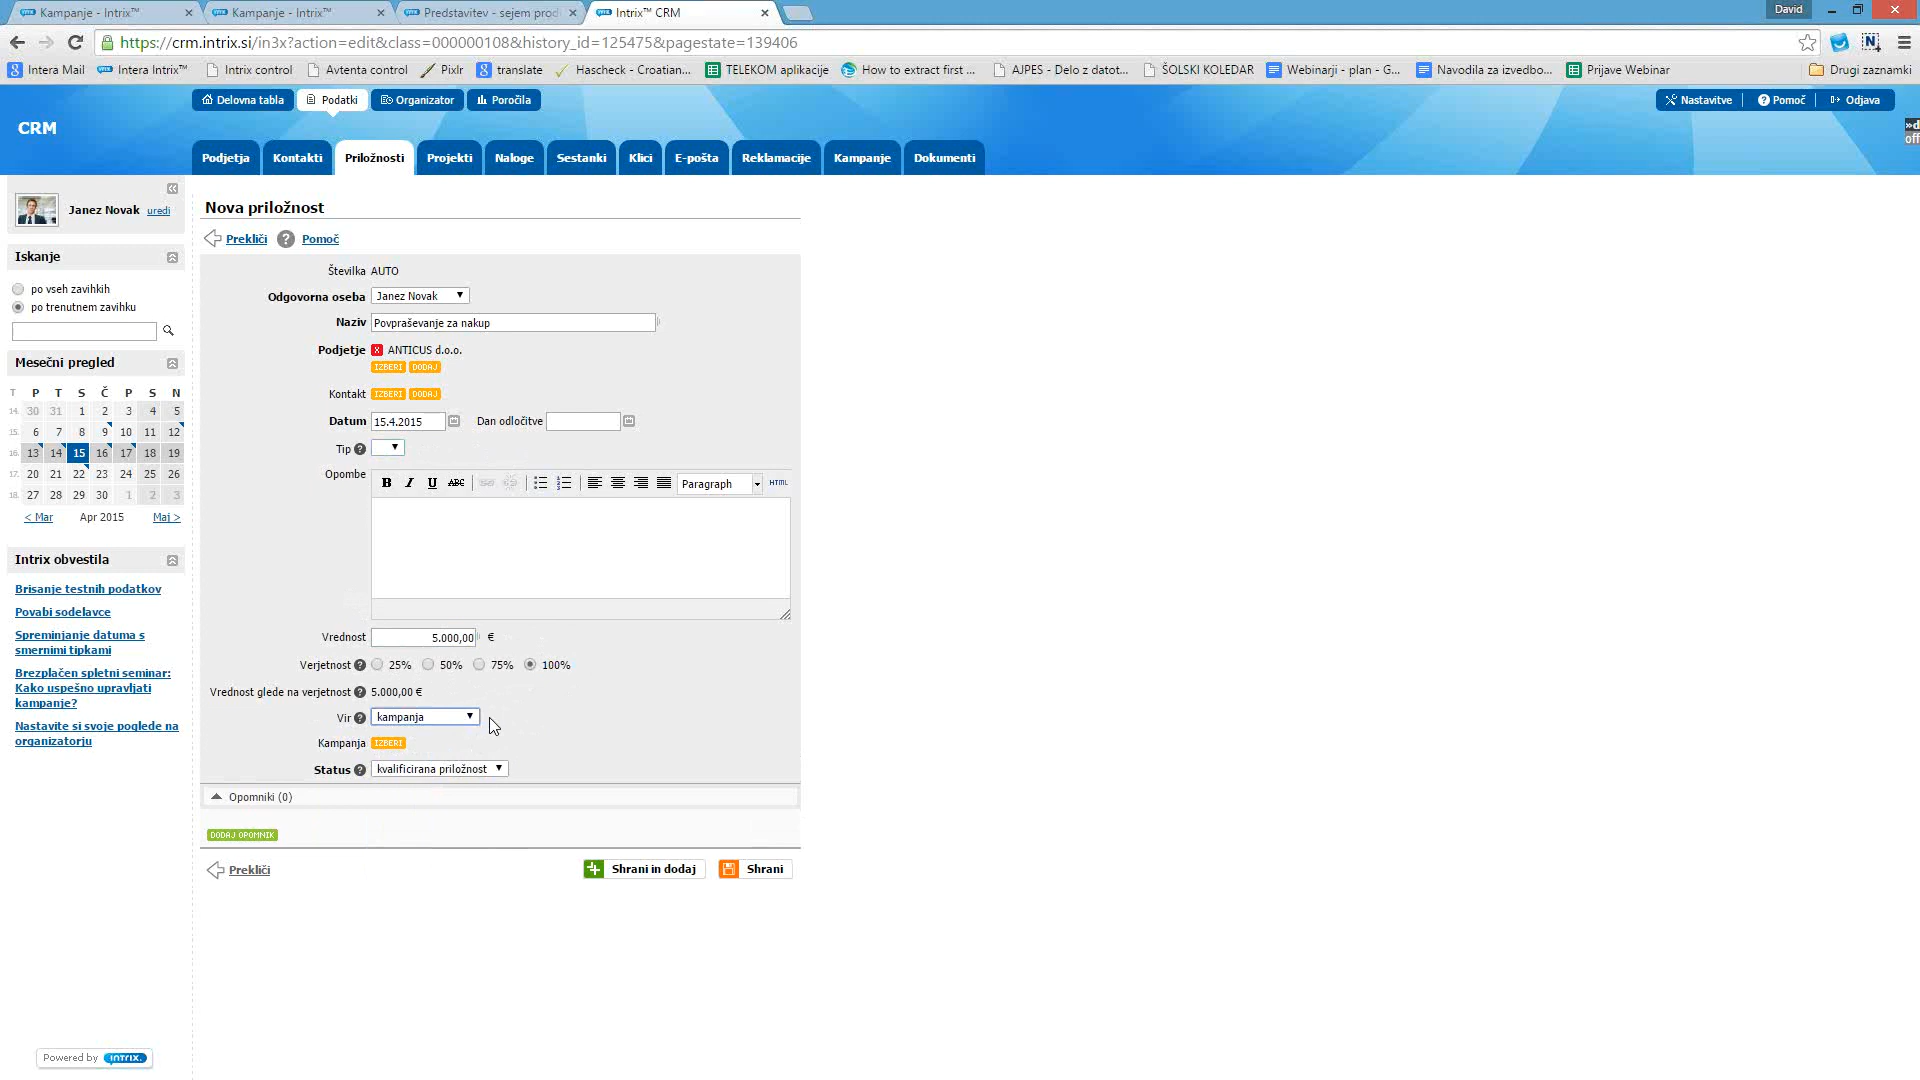 Kampanje - Intrix™
Kampanje - Intrix™
Predstavitev - sejem prod
Intrix™ CRM
David
https://crm.intrix.si/in3x?action=edit&class=000000108&history_id=125475&pagestate=139406
Intera Mail
Intera Intrix™
Intrix control
Avtenta control
Pixlr
translate
Hascheck - Croatian...
TELEKOM aplikacije
How to extract first ...
AJPES - Delo z datot...
ŠOLSKI KOLEDAR
Webinarji - plan - G...
Navodila za izvedbo...
Prijave Webinar
Drugi zaznamki
Delovna tabla
Podatki
Organizator
Poročila
Nastavitve
Pomoč
Odjava
CRM
»d
off
Podjetja
Kontakti
Priložnosti
Projekti
Naloge
Sestanki
Klici
E-pošta
Reklamacije
Kampanje
Dokumenti
Janez Novak uredi
Iskanje
po vseh zavihkih
po trenutnem zavihku
Mesečni pregled
T P T S Č P S N
14. 30 31 1 2 3 4 5
15. 6 7 8 9 10 11 12
16. 13 14 15 16 17 18 19
17. 20 21 22 23 24 25 26
18. 27 28 29 30 1 2 3
< Mar Apr 2015 Maj >
Intrix obvestila
Brisanje testnih podatkov
Povabi sodelavce
Spreminjanje datuma s
smernimi tipkami
Brezplačen spletni seminar:
Kako uspešno upravljati
kampanje?
Nastavite si svoje poglede na
organizatorju
Powered by intrix.
Nova priložnost
Prekliči ? Pomoč
Številka AUTO
Odgovorna oseba Janez Novak
Naziv Povpraševanje za nakup
Podjetje x ANTICUS d.o.o.
IZBERI DODAJ
Kontakt IZBERI DODAJ
Datum 15.4.2015 Dan odločitve
Tip ?
Opombe B I U ABC Paragraph HTML
Vrednost 5.000,00 €
Verjetnost ? 25% 50% 75% 100%
Vrednost glede na verjetnost ? 5.000,00 €
Vir ? kampanja
Kampanja IZBERI
Status ? kvalificirana priložnost
Opomniki (0)
DODAJ OPOMNIK
Prekliči Shrani in dodaj Shrani